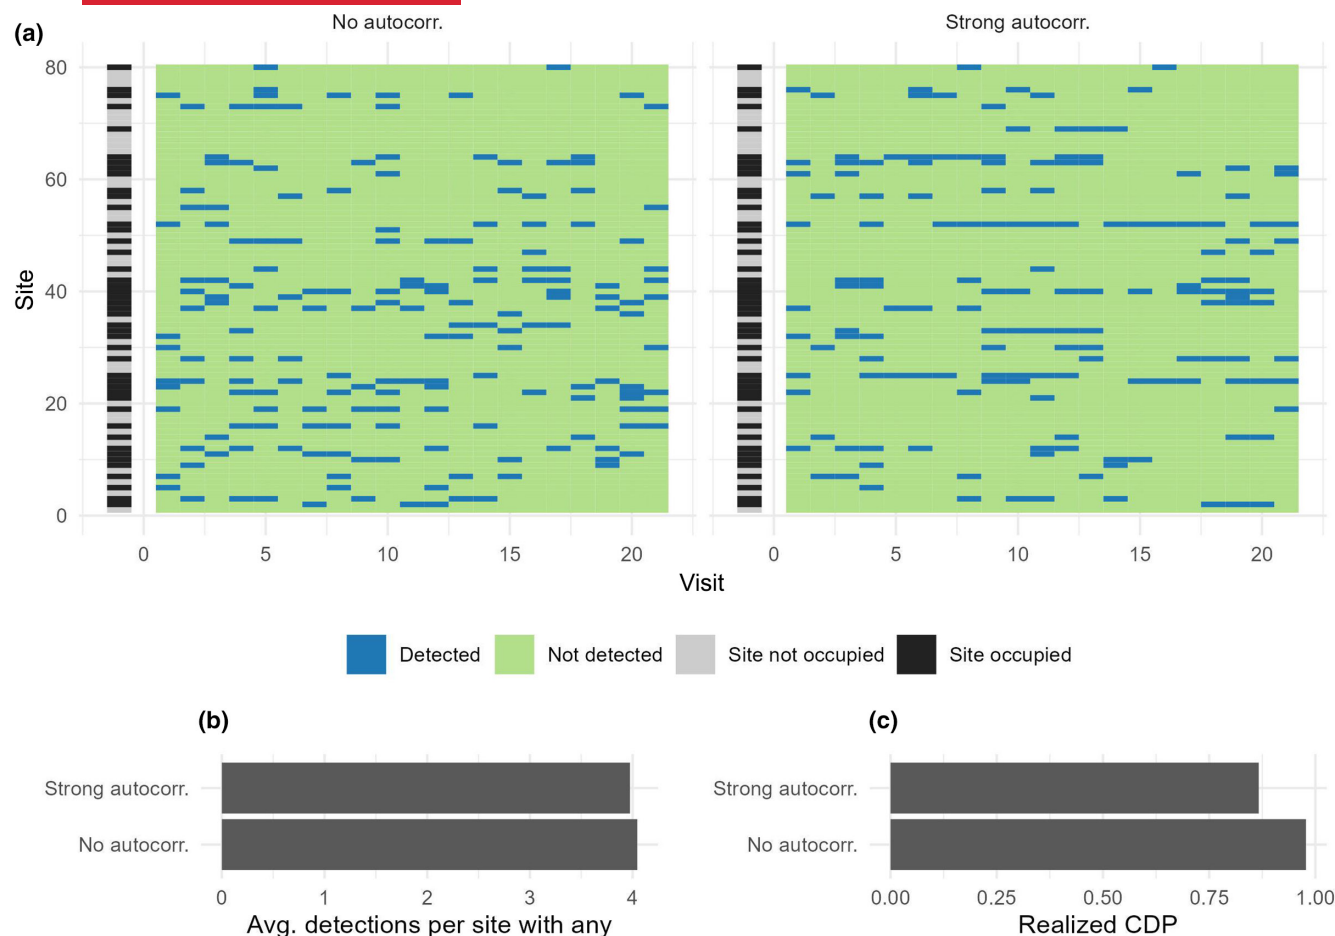 (a)
No autocorr.
Strong autocorr.
80
60
40
20
0
Site
0 5 10 15 20
0 5 10 15 20
Visit
Detected Not detected Site not occupied Site occupied
(b)
Strong autocorr.
No autocorr.
0 1 2 3 4
Avg. detections per site with any
(c)
Strong autocorr.
No autocorr.
0.00 0.25 0.50 0.75 1.00
Realized CDP